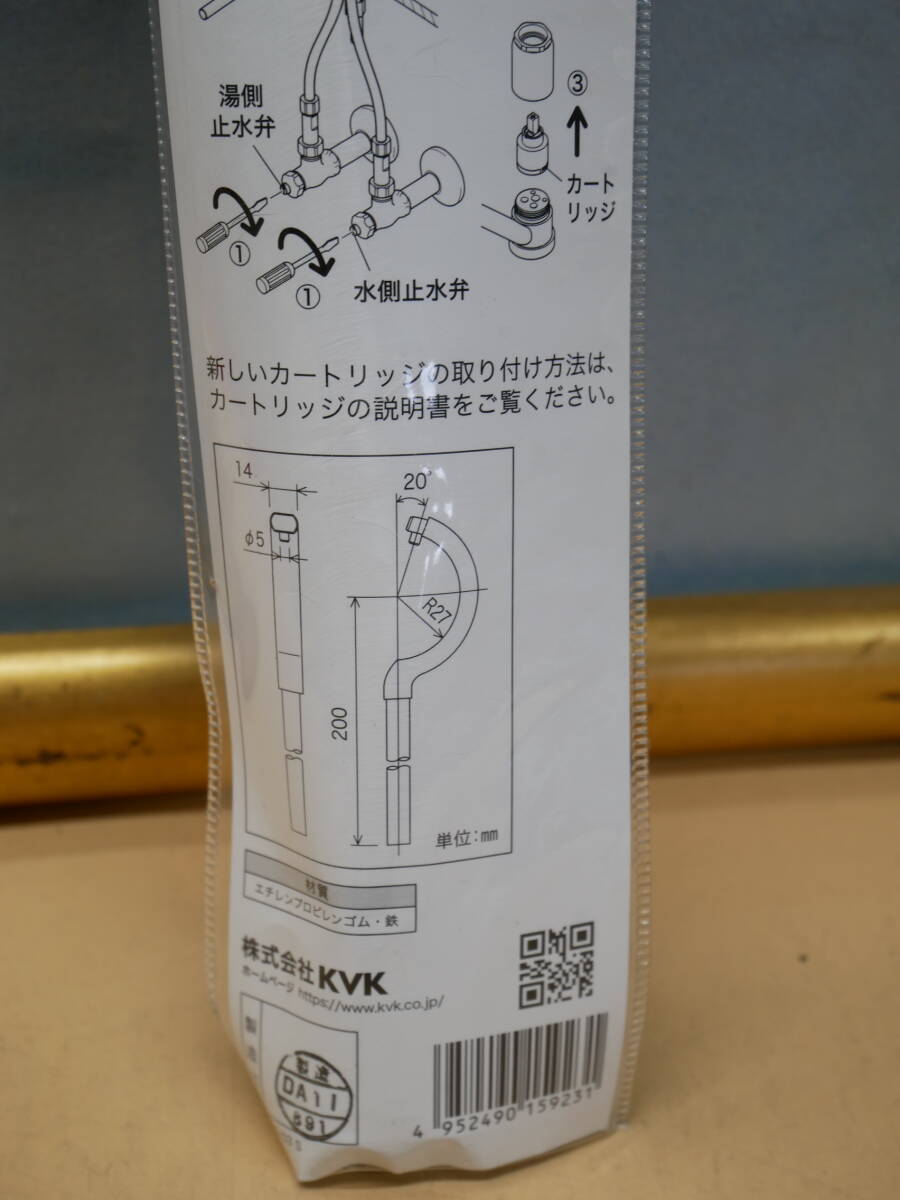 湯側
止水弁
③
カート
リッジ
①
①
水側止水弁
新しいカートリッジの取り付け方法は、
カートリッジの説明書をご覧ください。
14
φ5
20°
R27
200
単位:mm
材質
エチレンプロピレンゴム・鉄
株式会社KVK
ホームページ https://www.kvk.co.jp/
製
製造
DA11
691
4 952490 159231